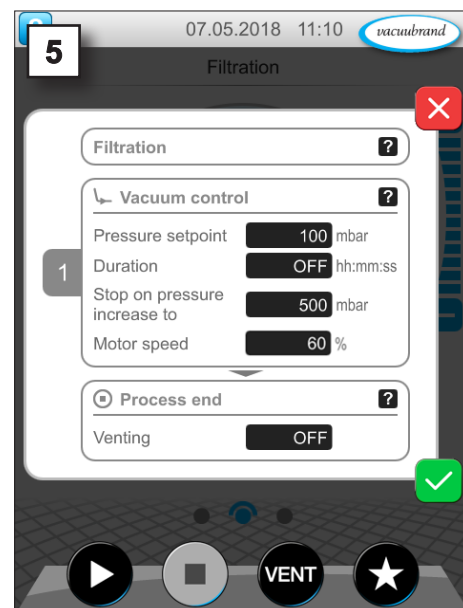 07.05.2018 11:10 vacuubrand
5
Filtration
Filtration ?
Vacuum control ?
1
Pressure setpoint 100 mbar
Duration OFF hh:mm:ss
Stop on pressure
increase to 500 mbar
Motor speed 60 %
Process end ?
Venting OFF
VENT